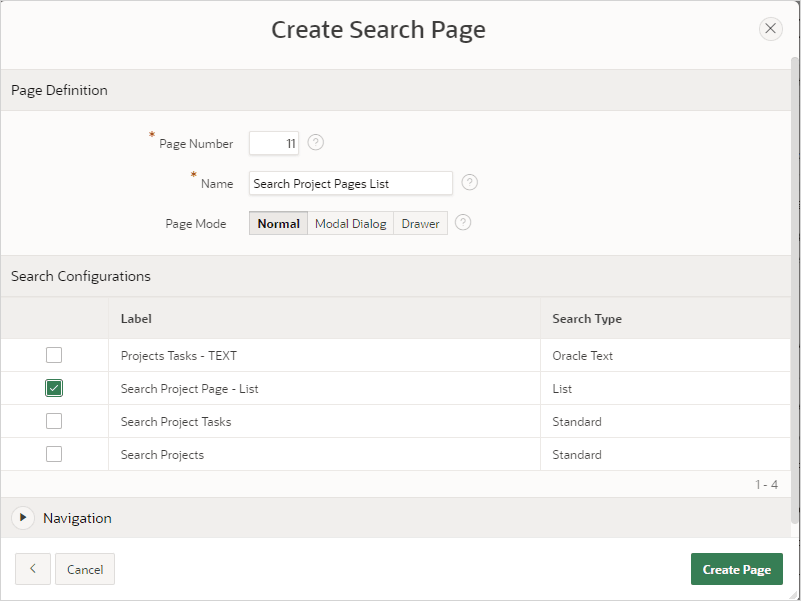 Create Search Page
Page Definition
* Page Number 11 ?
* Name Search Project Pages List ?
Page Mode Normal Modal Dialog Drawer ?
Search Configurations
Label Search Type
Projects Tasks - TEXT Oracle Text
Search Project Page - List List
Search Project Tasks Standard
Search Projects Standard
1 - 4
Navigation
Cancel Create Page